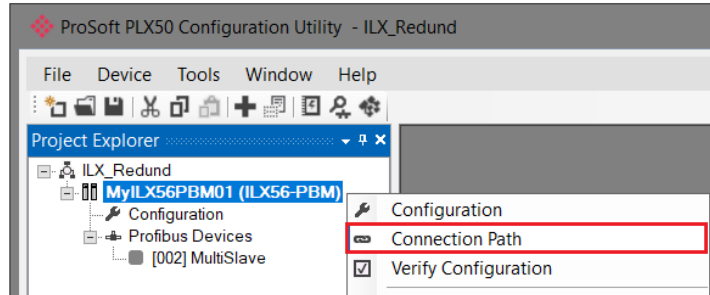 ProSoft PLX50 Configuration Utility - ILX_Redund
File Device Tools Window Help
Project Explorer
ILX_Redund
MyILX56PBM01 (ILX56-PBM)
Configuration
Profibus Devices
[002] MultiSlave
Configuration
Connection Path
Verify Configuration